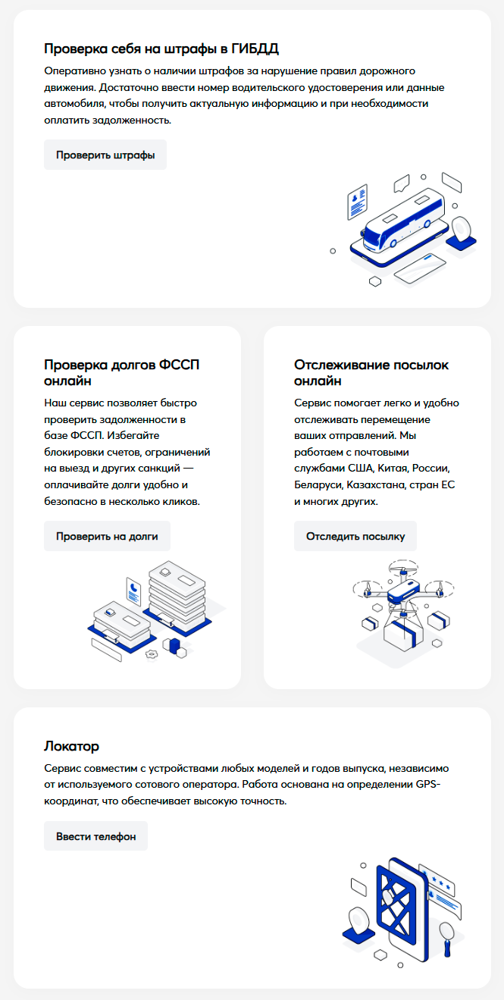 Проверка себя на штрафы в ГИБДД
Оперативно узнать о наличии штрафов за нарушение правил дорожного
движения. Достаточно ввести номер водительского удостоверения или данные
автомобиля, чтобы получить актуальную информацию и при необходимости
оплатить задолженность.
Проверить штрафы
Проверка долгов ФССП
онлайн
Наш сервис позволяет быстро
проверить задолженности в
базе ФССП. Избегайте
блокировки счетов, ограничений
на выезд и других санкций —
оплачивайте долги удобно и
безопасно в несколько кликов.
Проверить на долги
Отслеживание посылок
онлайн
Сервис помогает легко и удобно
отслеживать перемещение
ваших отправлений. Мы
работаем с почтовыми
службами США, Китая, России,
Беларуси, Казахстана, стран ЕС
и многих других.
Отследить посылку
Локатор
Сервис совместим с устройствами любых моделей и годов выпуска, независимо
от используемого сотового оператора. Работа основана на определении GPS-
координат, что обеспечивает высокую точность.
Ввести телефон